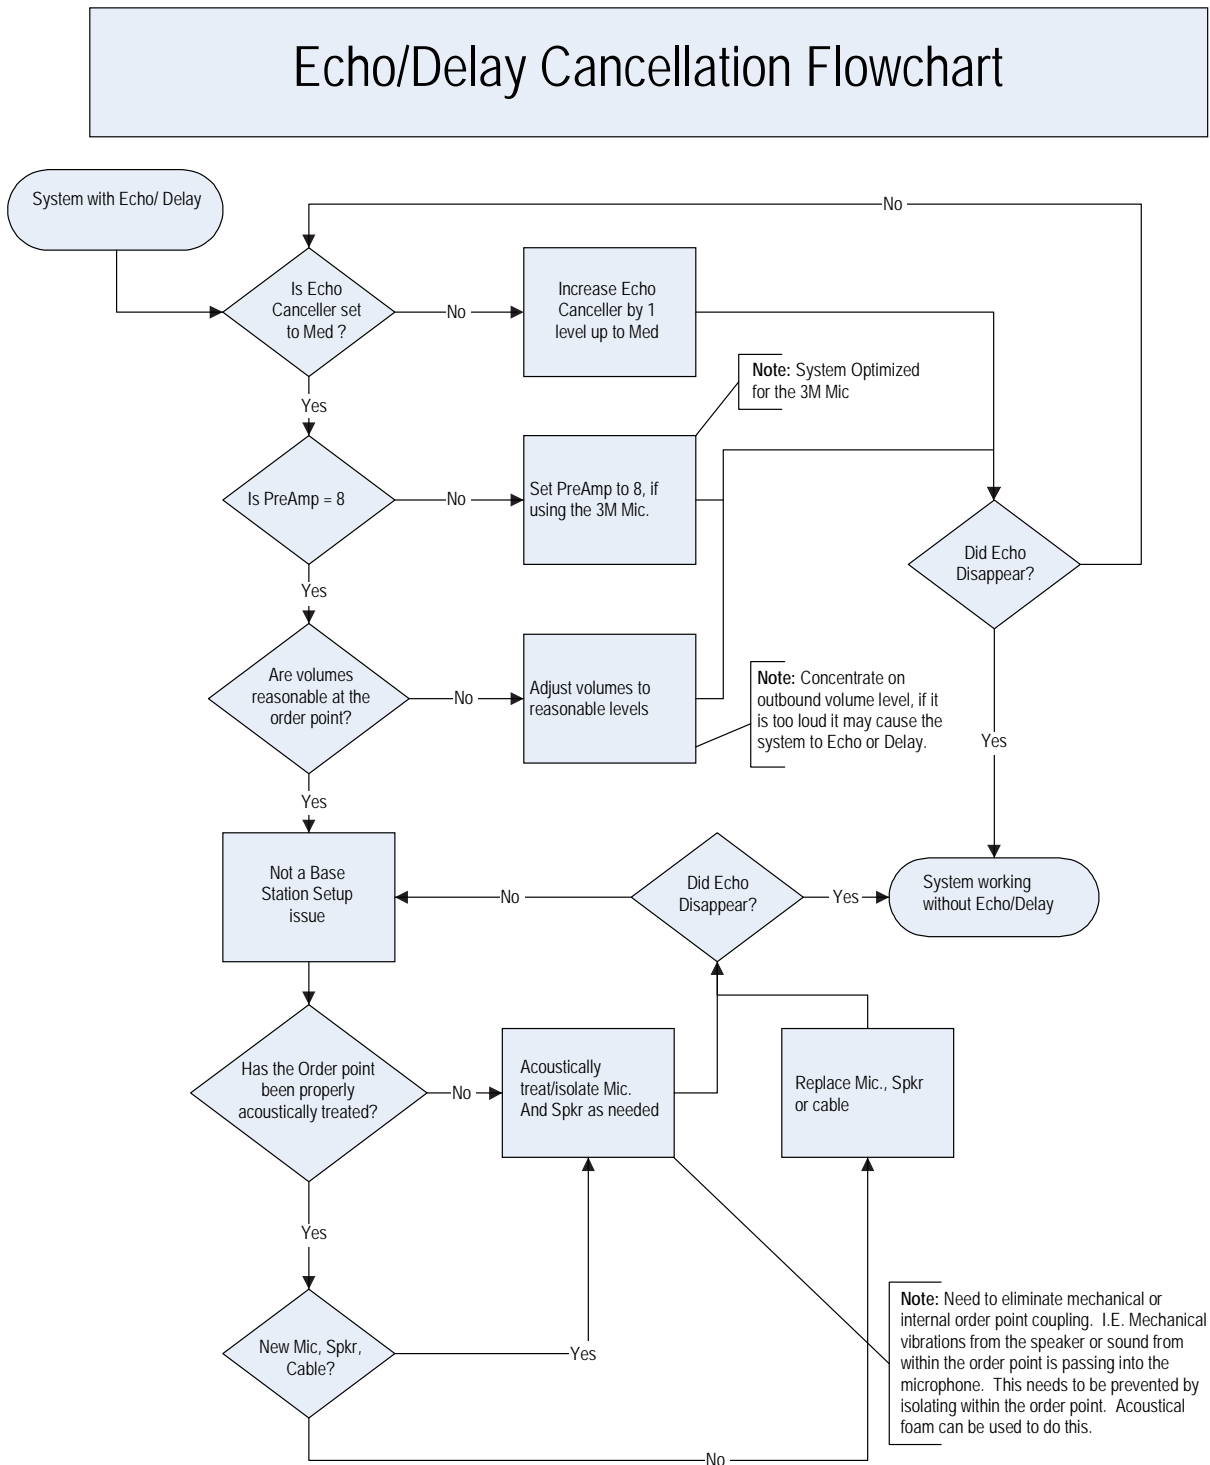 Echo/Delay Cancellation Flowchart
System with Echo/ Delay
No
Is Echo
Canceller set
to Med ?
No
Increase Echo
Canceller by 1
level up to Med
Note: System Optimized
for the 3M Mic
Yes
Is PreAmp = 8
No
Set PreAmp to 8, if
using the 3M Mic.
Did Echo
Disappear?
Yes
Are volumes
reasonable at the
order point?
No
Adjust volumes to
reasonable levels
Note: Concentrate on
outbound volume level, if it
is too loud it may cause the
system to Echo or Delay.
Yes
Yes
Not a Base
Station Setup
issue
No
Did Echo
Disappear?
Yes
System working
without Echo/Delay
Has the Order point
been properly
acoustically treated?
No
Acoustically
treat/isolate Mic.
And Spkr as needed
Replace Mic., Spkr
or cable
Yes
New Mic, Spkr,
Cable?
Yes
Note: Need to eliminate mechanical or
internal order point coupling.  I.E. Mechanical
vibrations from the speaker or sound from
within the order point is passing into the
microphone.  This needs to be prevented by
isolating within the order point.  Acoustical
foam can be used to do this.
No